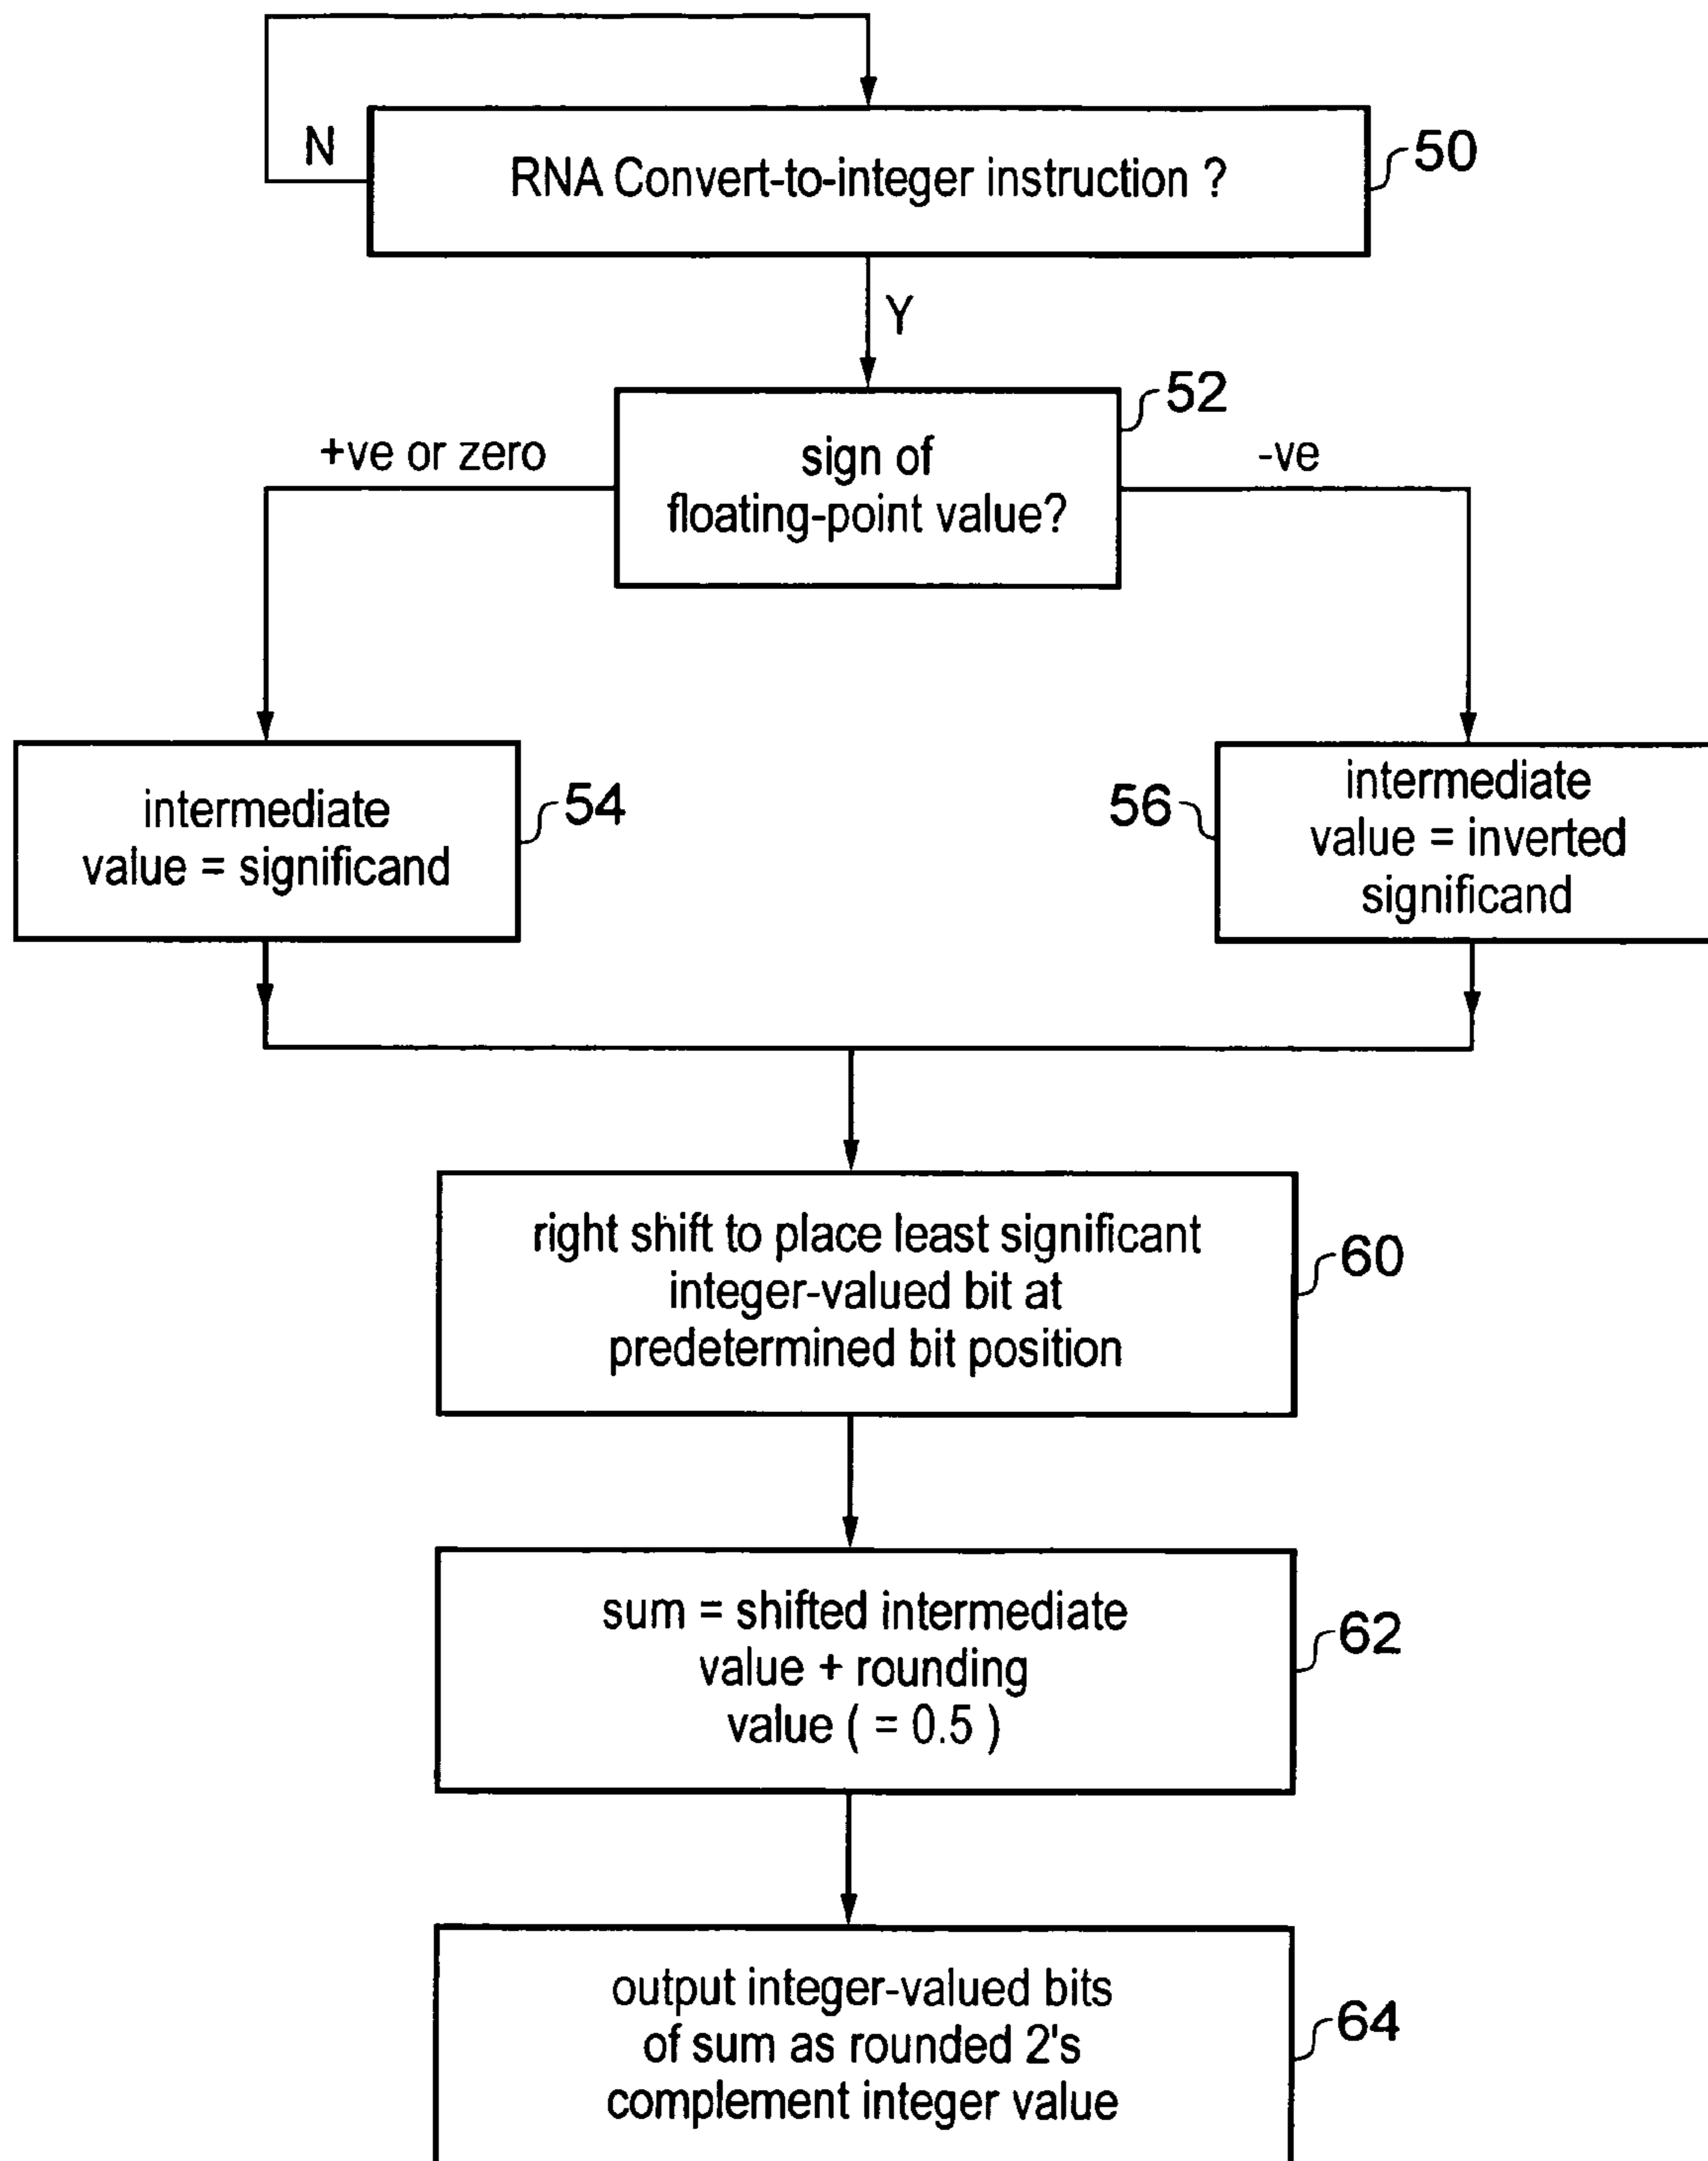 N
RNA Convert-to-integer instruction ?
50
Y
52
+ve or zero
sign of
floating-point value?
-ve
intermediate
value = significand
54
56
intermediate
value = inverted
significand
right shift to place least significant
integer-valued bit at
predetermined bit position
60
sum = shifted intermediate
value + rounding
value ( = 0.5 )
62
output integer-valued bits
of sum as rounded 2's
complement integer value
64